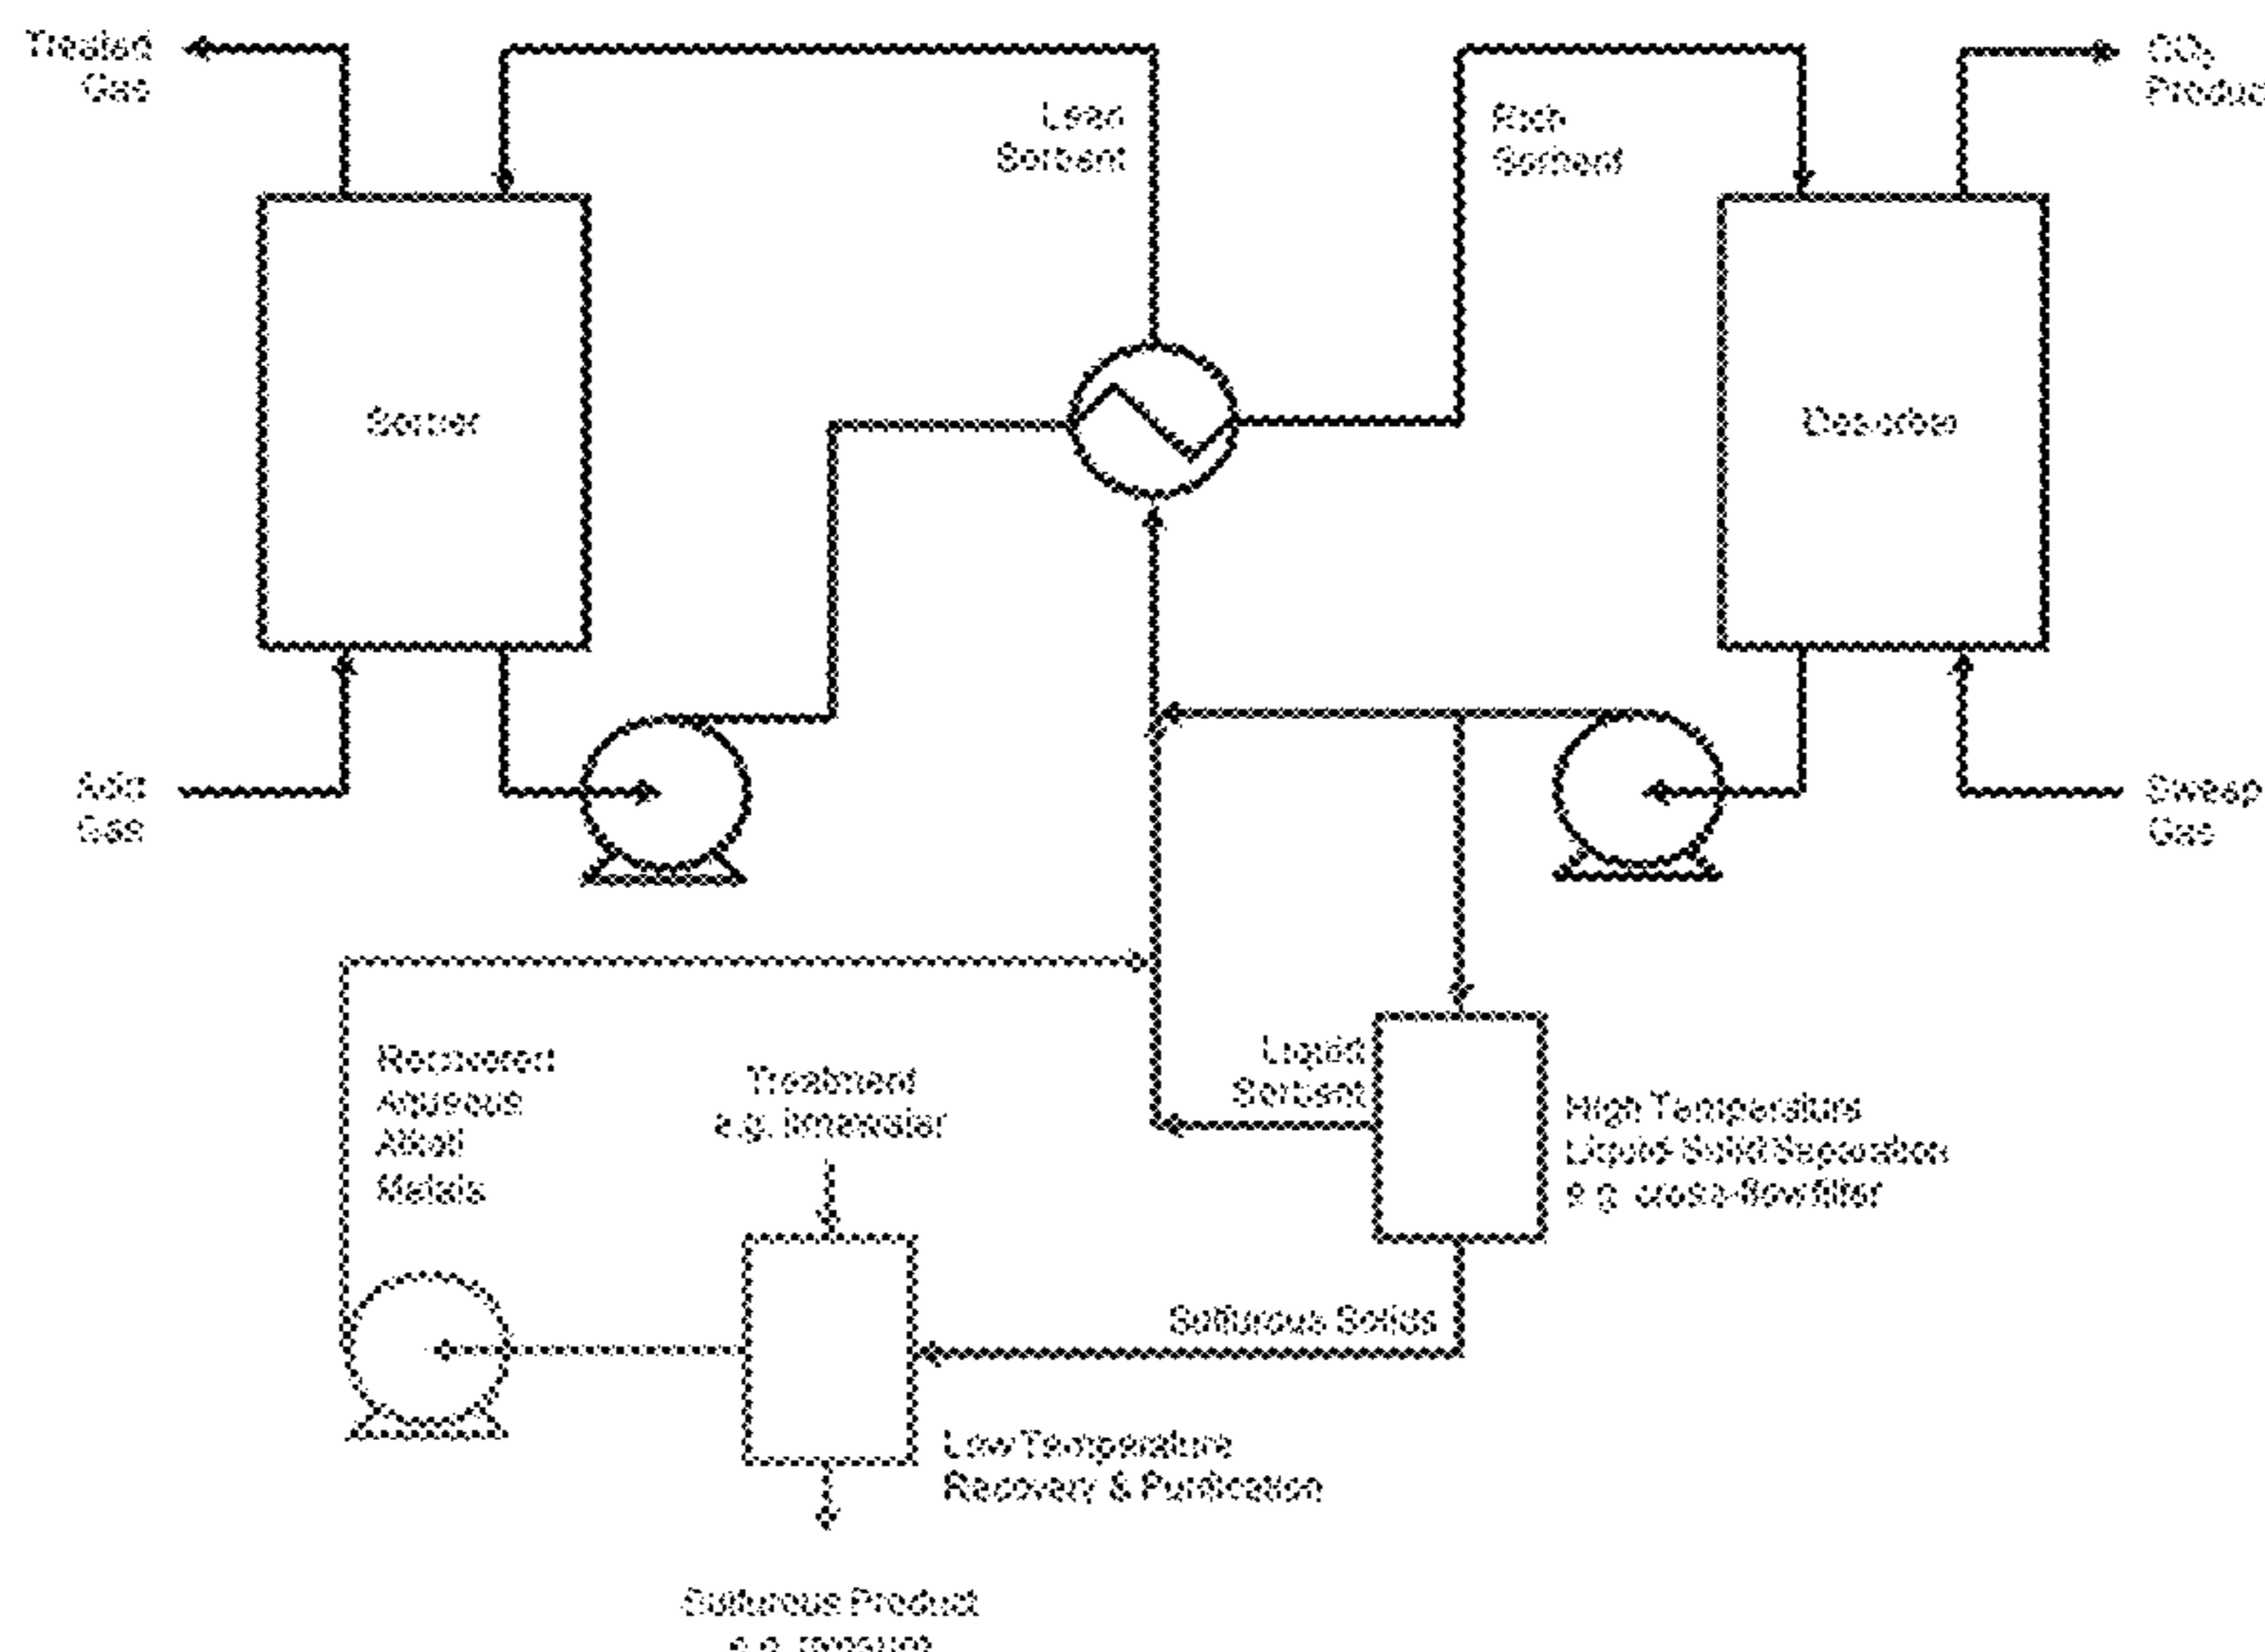 Treated
Gas
Lean
Sorbent
Rich
Sorbent
CO₂
Produc
Sorber
Desorber
Acid
Gas
Sweep
Gas
Recovered
Aqueous
Alkali
Metals
Treatment
e.g. limewater
Liquid
Sorbent
High Temperature
Liquid-Solid Separation
e.g. cross-flow filter
Sulfurous Solids
Low Temperature
Recovery & Purification
Sulfurous Product
e.g.